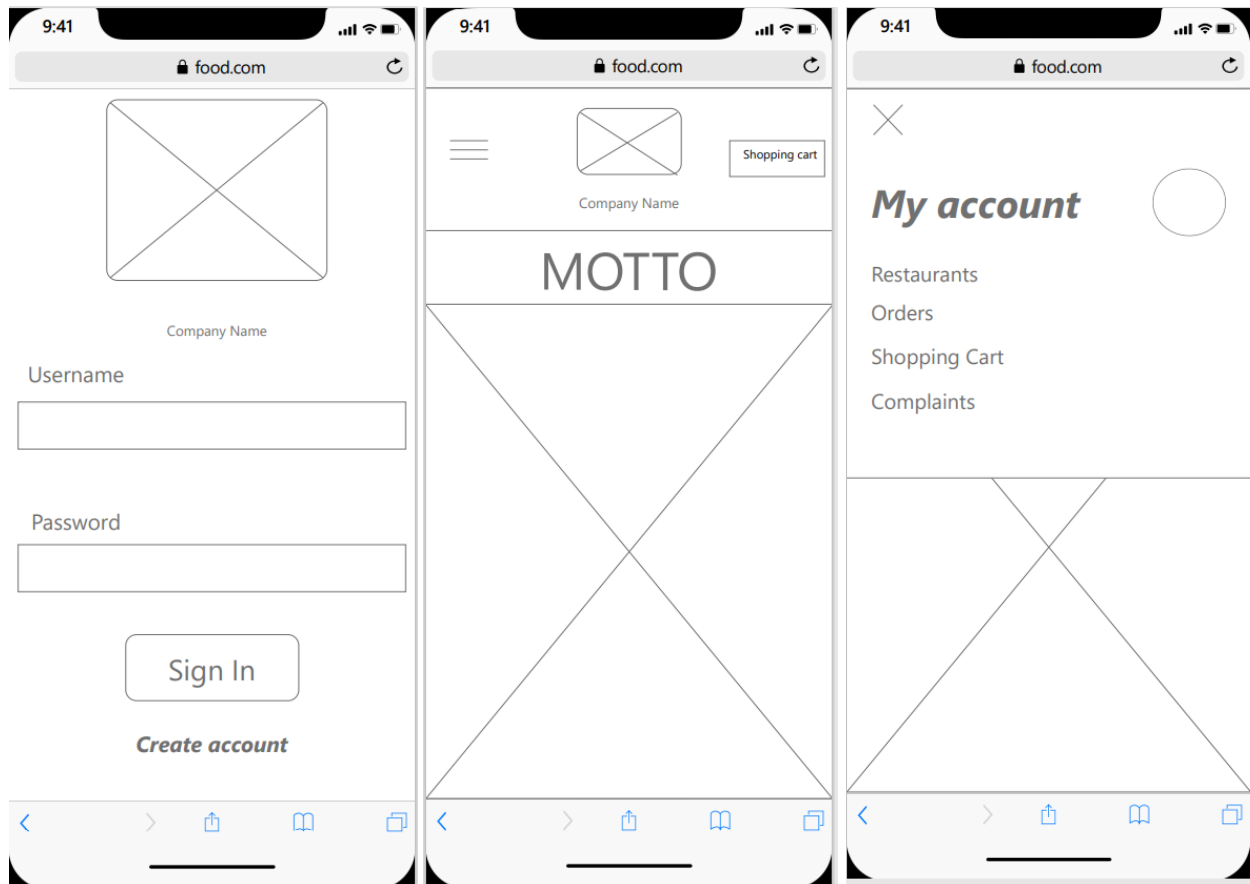 9:41
food.com
Company Name
Username
Password
Sign In
Create account
9:41
food.com
Shopping cart
Company Name
MOTTO
9:41
food.com
My account
Restaurants
Orders
Shopping Cart
Complaints